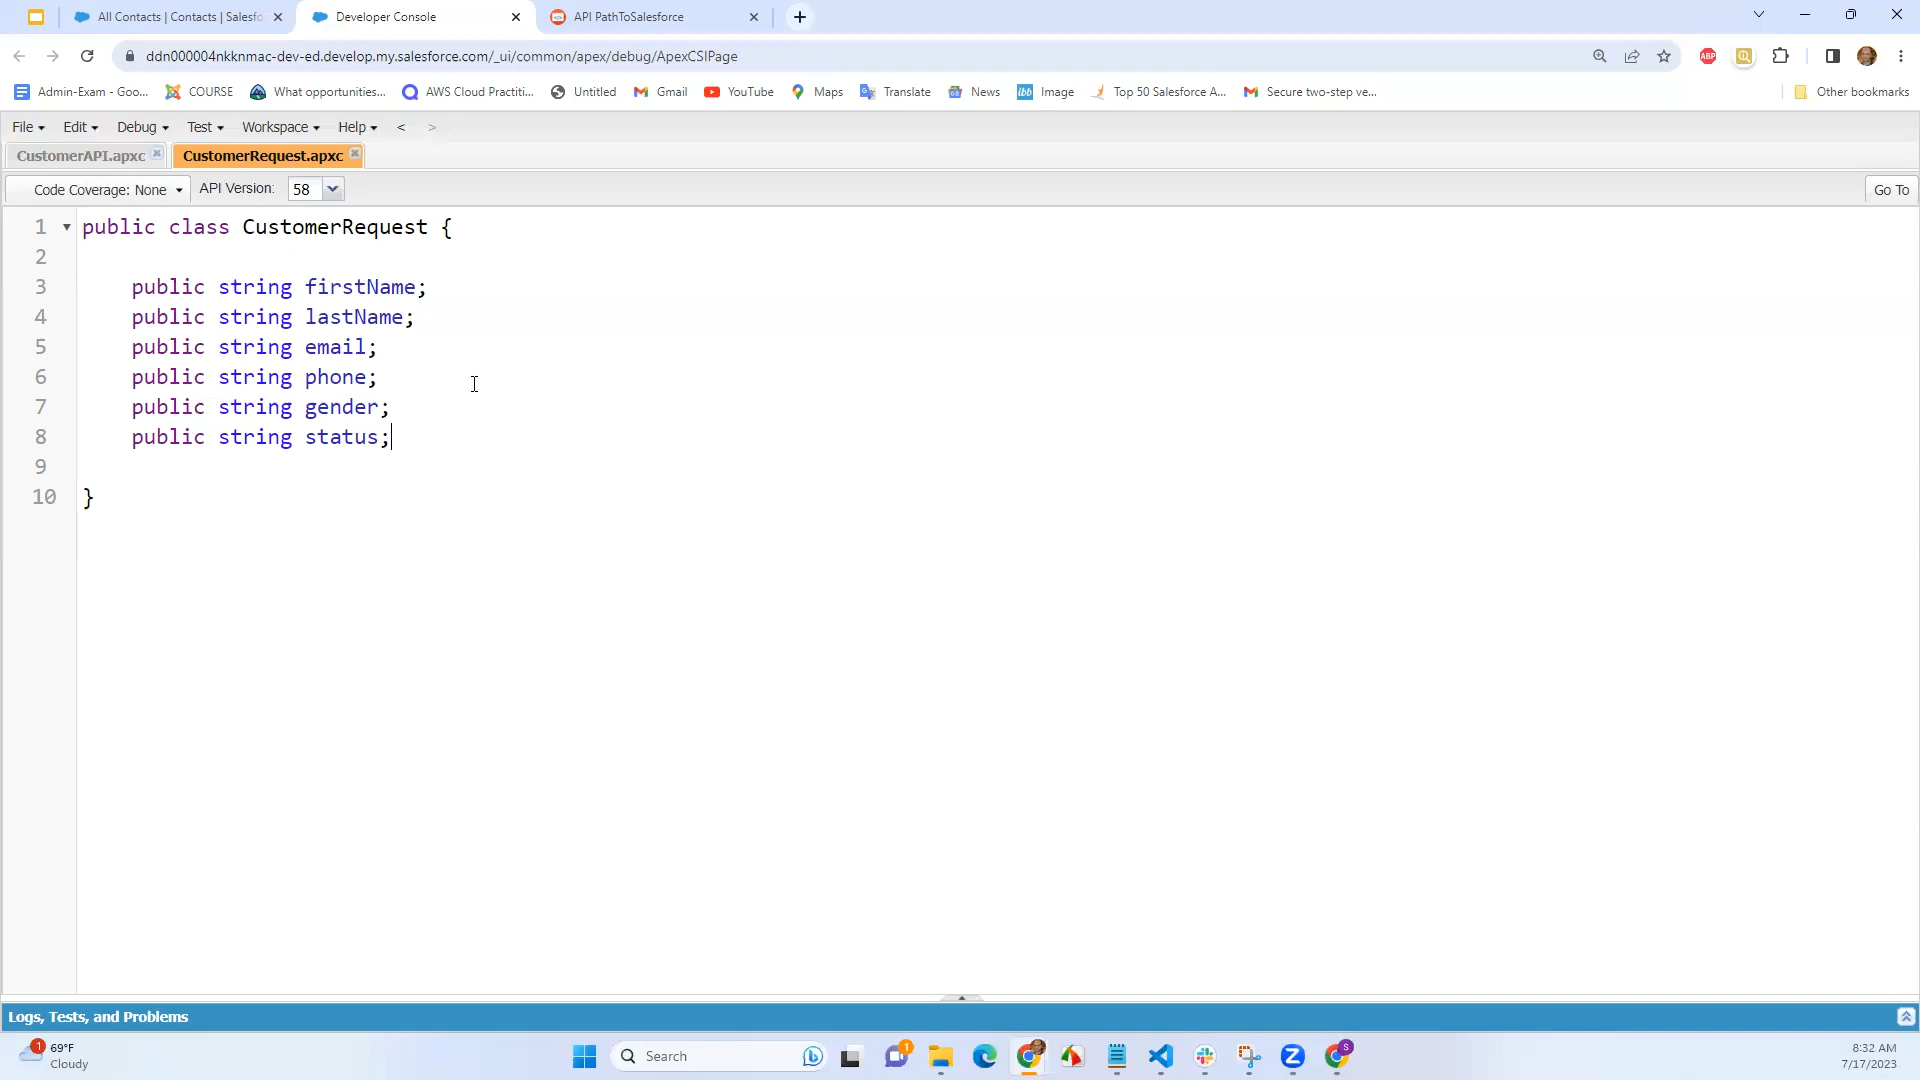 All Contacts | Contacts | Salesfo
Developer Console
API PathToSalesforce
ddn000004nkknmac-dev-ed.develop.my.salesforce.com/_ui/common/apex/debug/ApexCSIPage
ABP
Admin-Exam - Goo...
COURSE
What opportunities...
AWS Cloud Practiti...
Untitled
Gmail
YouTube
Maps
Translate
News
Image
Top 50 Salesforce A...
Secure two-step ve...
Other bookmarks
File
Edit
Debug
Test
Workspace
Help
<
>
CustomerAPI.apxc
CustomerRequest.apxc
Code Coverage: None
API Version:
58
Go To
1 public class CustomerRequest {
2
3 public string firstName;
4 public string lastName;
5 public string email;
6 public string phone;
7 public string gender;
8 public string status;
9
10 }
Logs, Tests, and Problems
1
69°F
Cloudy
Search
1
S
8:32 AM
7/17/2023